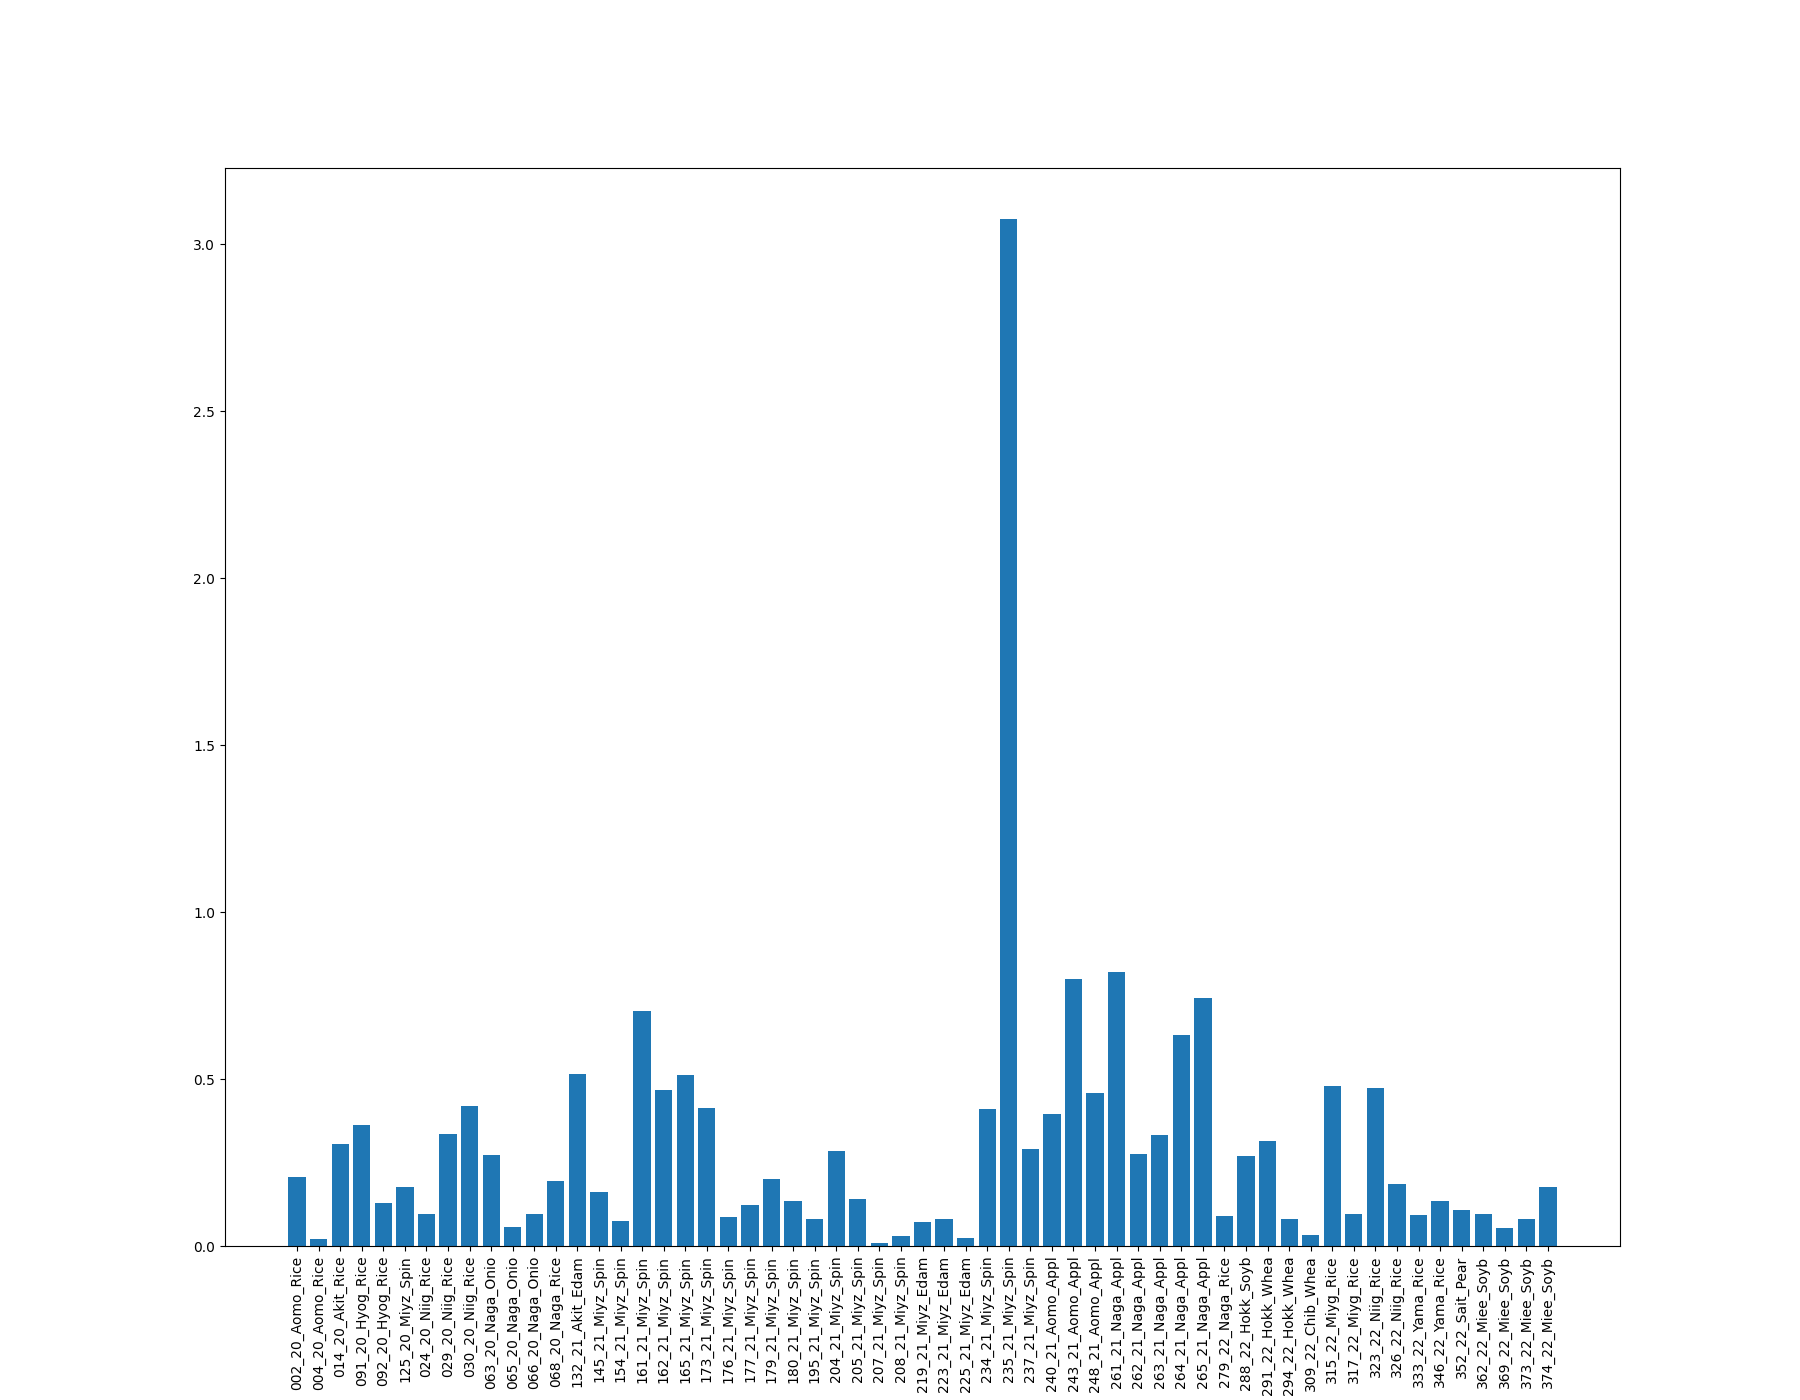 3.0
2.5
2.0
1.5
1.0
0.5
0.0
002_20_Aomo_Rice
004_20_Aomo_Rice
014_20_Akit_Rice
091_20_Hyog_Rice
092_20_Hyog_Rice
125_20_Miyz_Spin
024_20_Niig_Rice
029_20_Niig_Rice
030_20_Niig_Rice
063_20_Naga_Onio
065_20_Naga_Onio
066_20_Naga_Onio
068_20_Naga_Rice
132_21_Akit_Edam
145_21_Miyz_Spin
154_21_Miyz_Spin
161_21_Miyz_Spin
162_21_Miyz_Spin
165_21_Miyz_Spin
173_21_Miyz_Spin
176_21_Miyz_Spin
177_21_Miyz_Spin
179_21_Miyz_Spin
180_21_Miyz_Spin
195_21_Miyz_Spin
204_21_Miyz_Spin
205_21_Miyz_Spin
207_21_Miyz_Spin
208_21_Miyz_Spin
219_21_Miyz_Edam
223_21_Miyz_Edam
225_21_Miyz_Edam
234_21_Miyz_Spin
235_21_Miyz_Spin
237_21_Miyz_Spin
240_21_Aomo_Appl
243_21_Aomo_Appl
248_21_Aomo_Appl
261_21_Naga_Appl
262_21_Naga_Appl
263_21_Naga_Appl
264_21_Naga_Appl
265_21_Naga_Appl
279_22_Naga_Rice
288_22_Hokk_Soyb
291_22_Hokk_Whea
294_22_Hokk_Whea
309_22_Chib_Whea
315_22_Miyg_Rice
317_22_Miyg_Rice
323_22_Niig_Rice
326_22_Niig_Rice
333_22_Yama_Rice
346_22_Yama_Rice
352_22_Sait_Pear
362_22_Miee_Soyb
369_22_Miee_Soyb
373_22_Miee_Soyb
374_22_Miee_Soyb